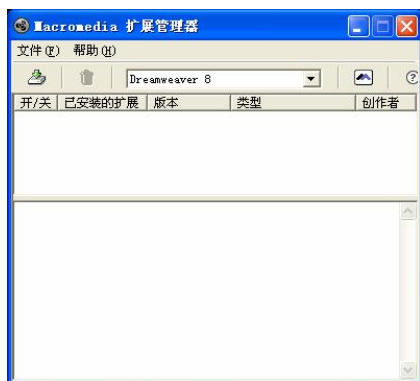 Macromedia 扩展管理器
文件(F) 帮助(H)
Dreamweaver 8
开/关 已安装的扩展 版本 类型 创作者